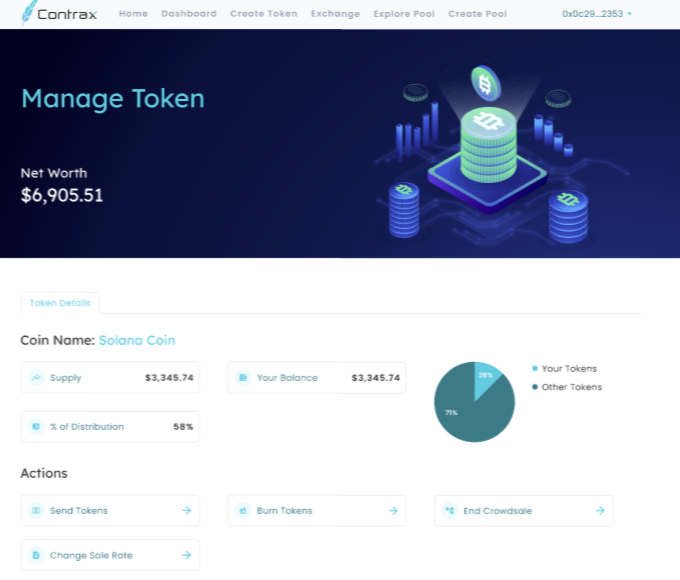 Contrax Home Dashboard Create Token Exchange Explore Pool Create Pool 0x0c29...2353
Manage Token
Net Worth
$6,905.51
Token Details
Coin Name: Solana Coin
Supply $3,345.74
Your Balance $3,345.74
% of Distribution 58%
28%
71%
Your Tokens
Other Tokens
Actions
Send Tokens
Burn Tokens
End Crowdsale
Change Sale Rate